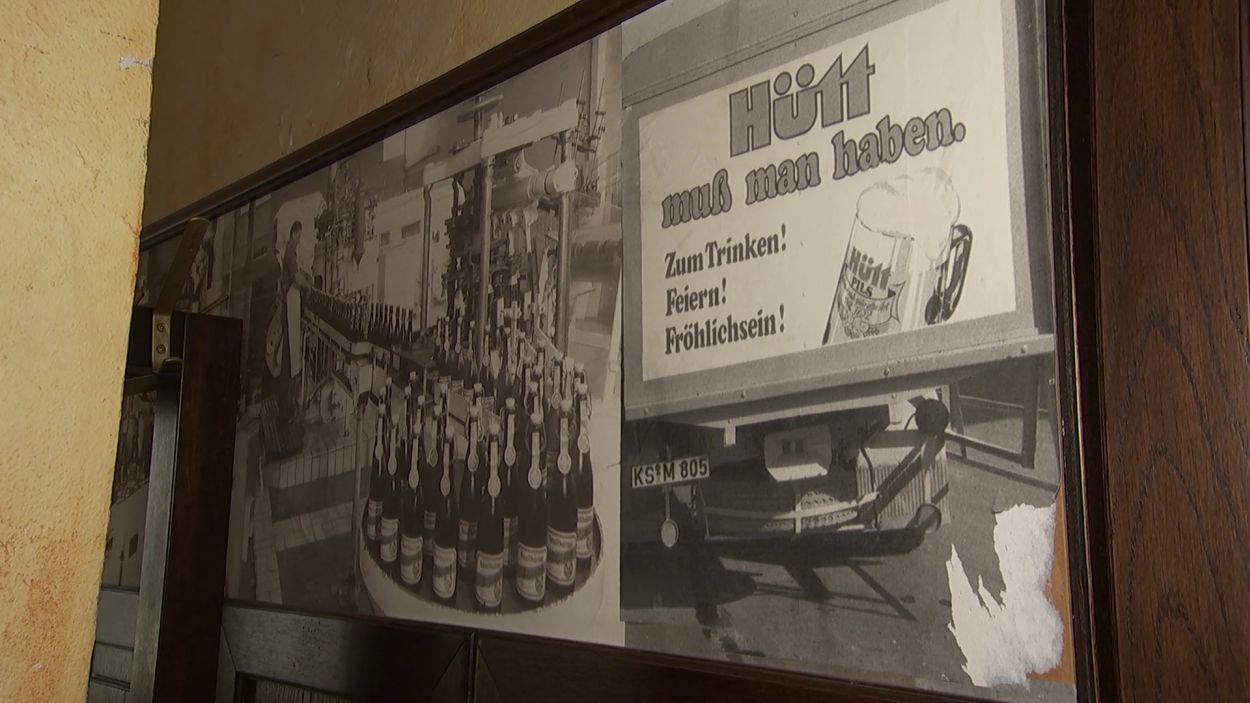 Hütt
muß man haben.
Zum Trinken!
Feiern!
Fröhlichsein!
Hütt
PILS
KS-M 805